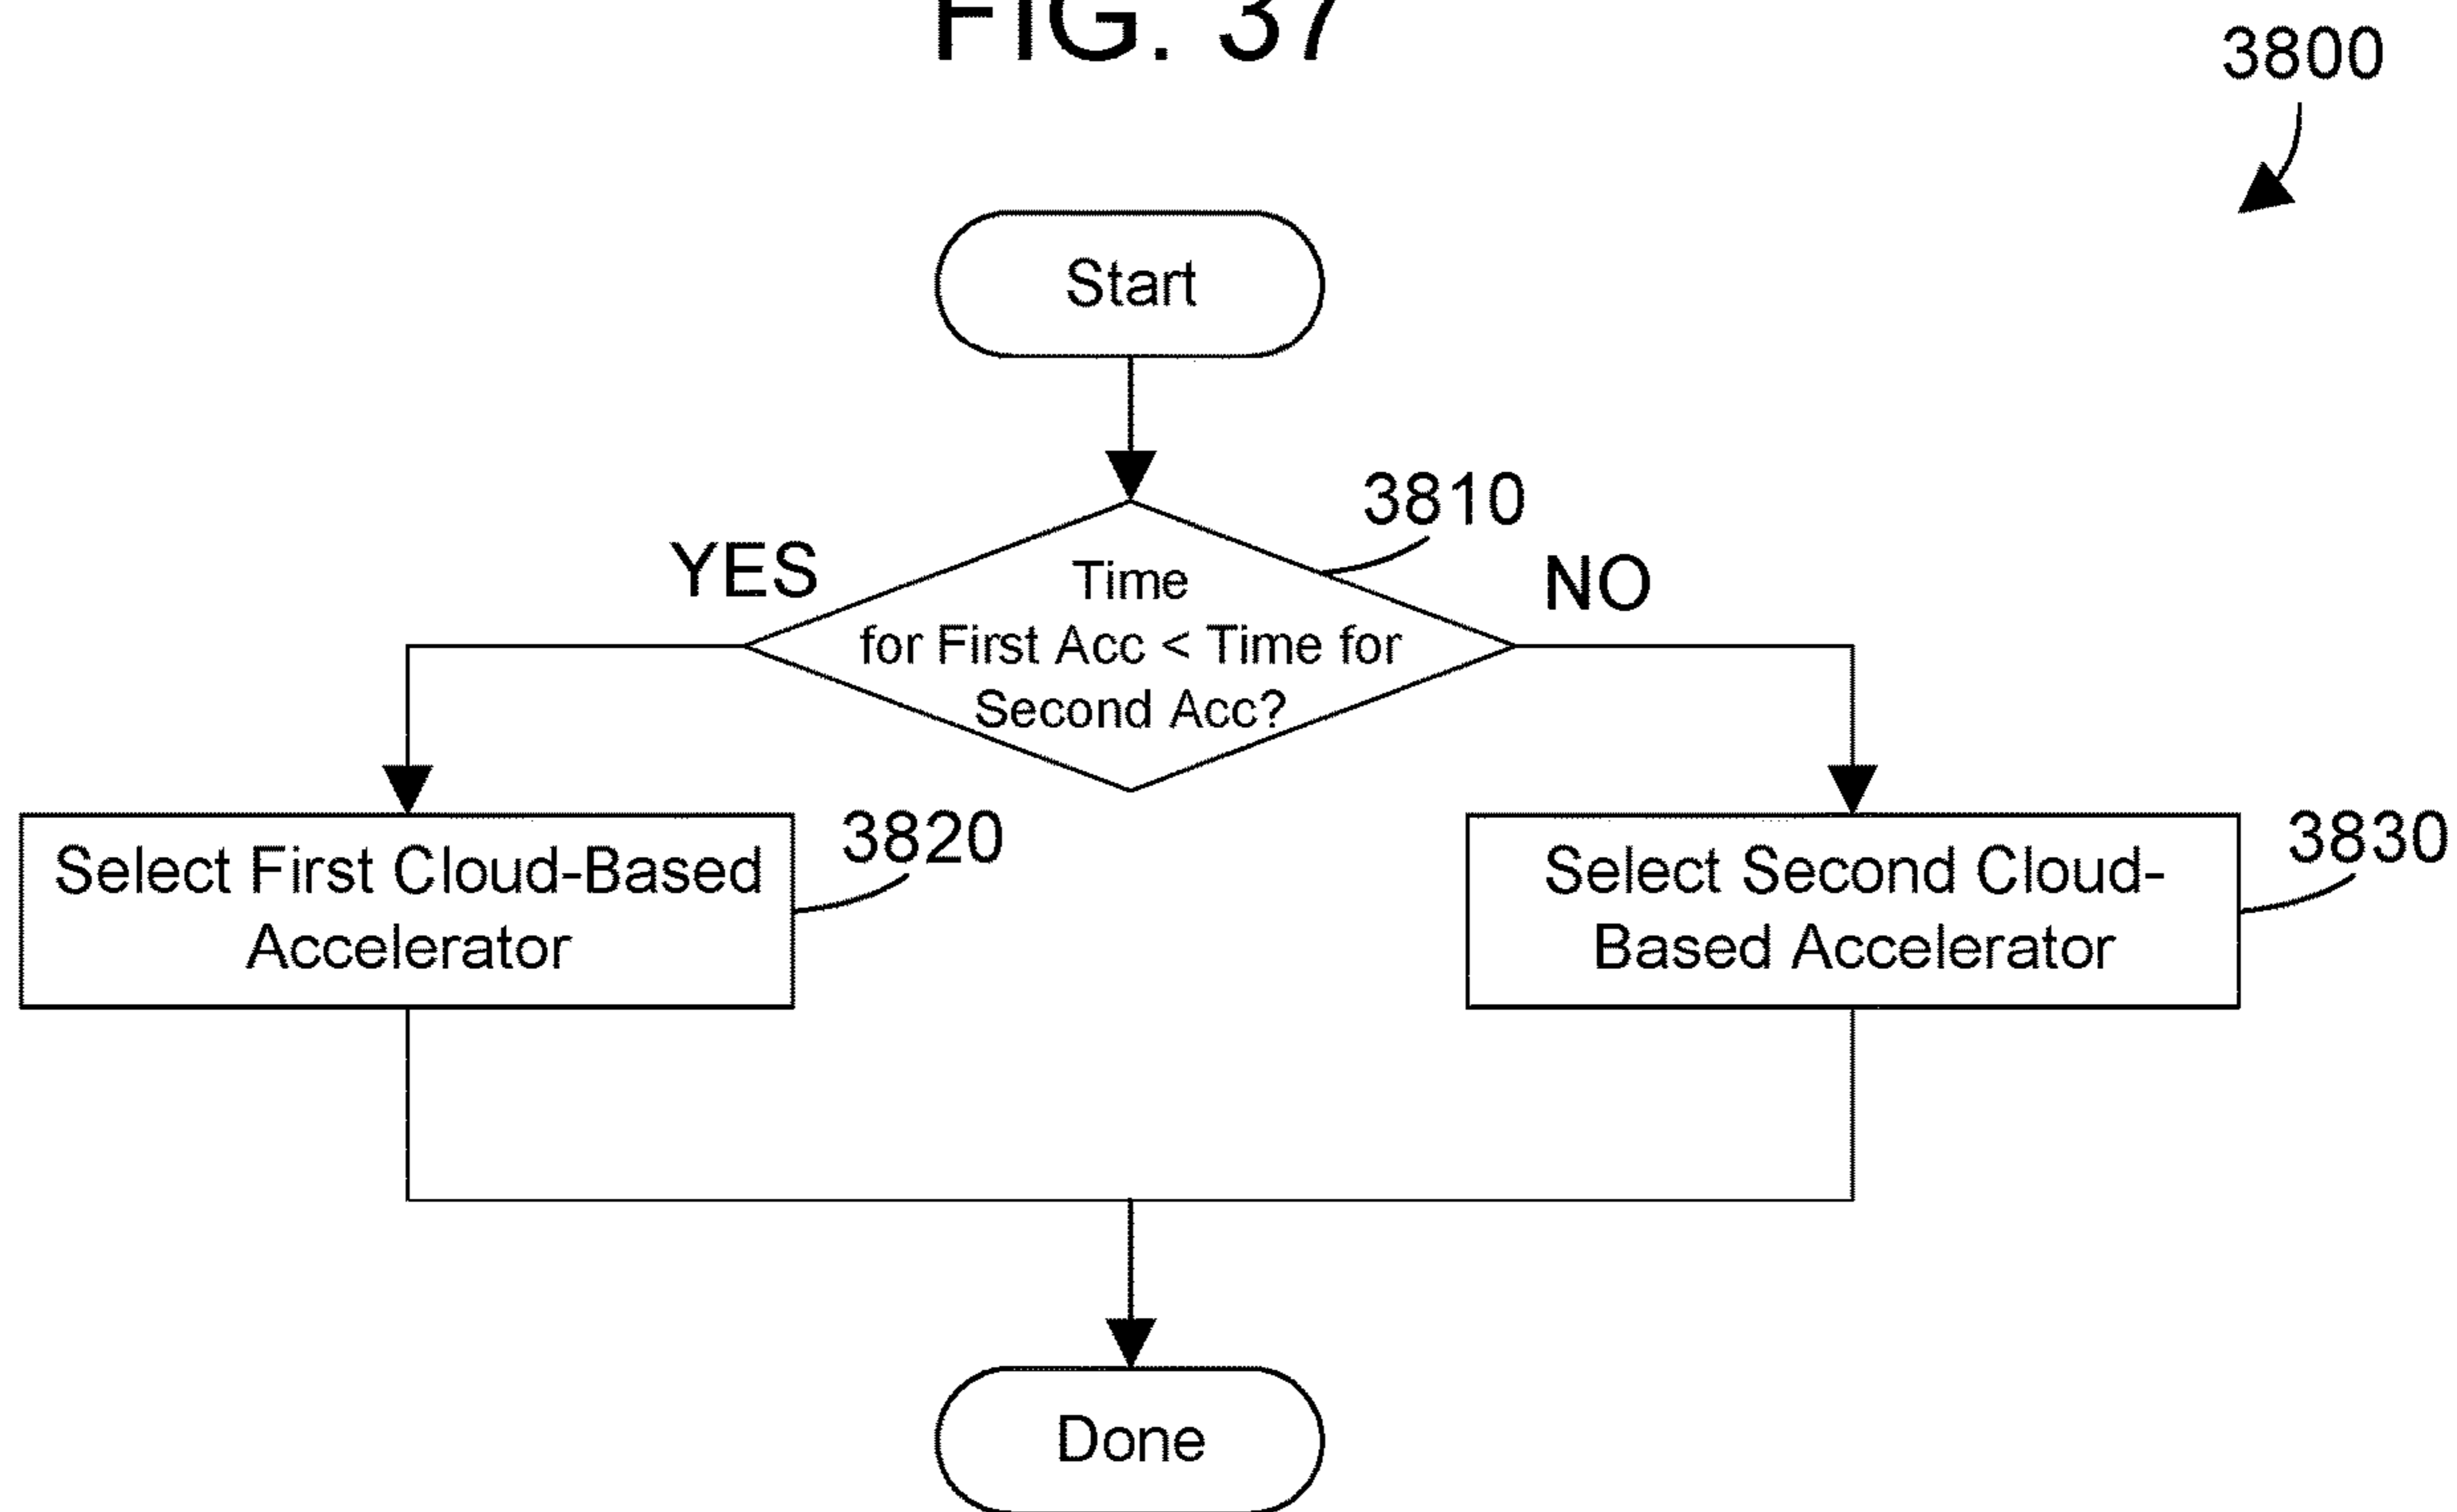 FIG. 37
3800
Start
3810
YES
NO
Time
for First Acc < Time for
Second Acc?
3820
Select First Cloud-Based
Accelerator
3830
Select Second Cloud-
Based Accelerator
Done